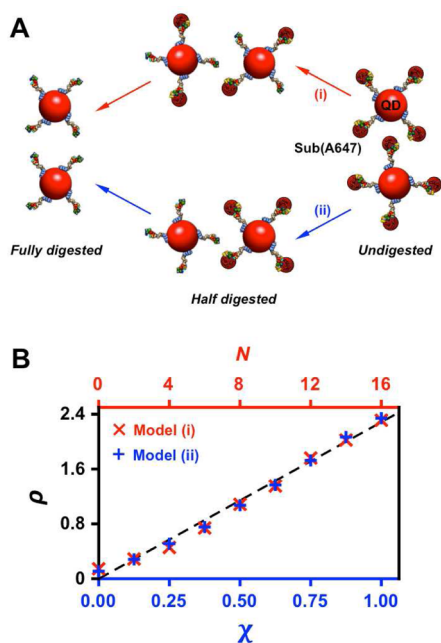 A
(i)
QD
Sub(A647)
(ii)
Fully digested
Half digested
Undigested
B
N
0 4 8 12 16
2.4
1.6
0.8
0
ρ
× Model (i)
+ Model (ii)
0.00 0.25 0.50 0.75 1.00
χ